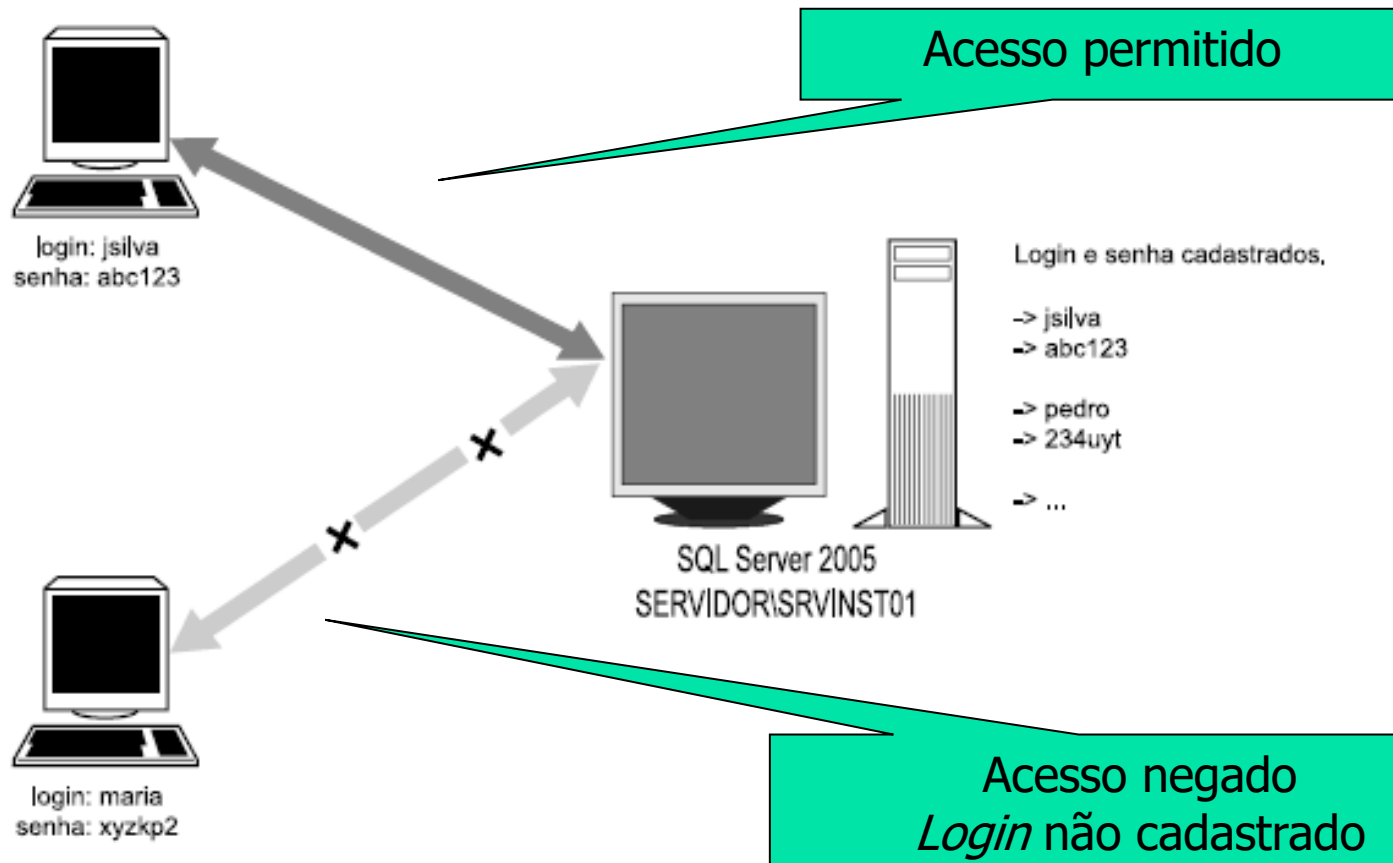 Acesso permitido
login: jsilva
senha: abc123
Login e senha cadastrados,
-> jsilva
-> abc123
-> pedro
-> 234uyt
-> ...
SQL Server 2005
SERVIDOR\SRVINST01
login: maria
senha: xyzkp2
Acesso negado
Login não cadastrado